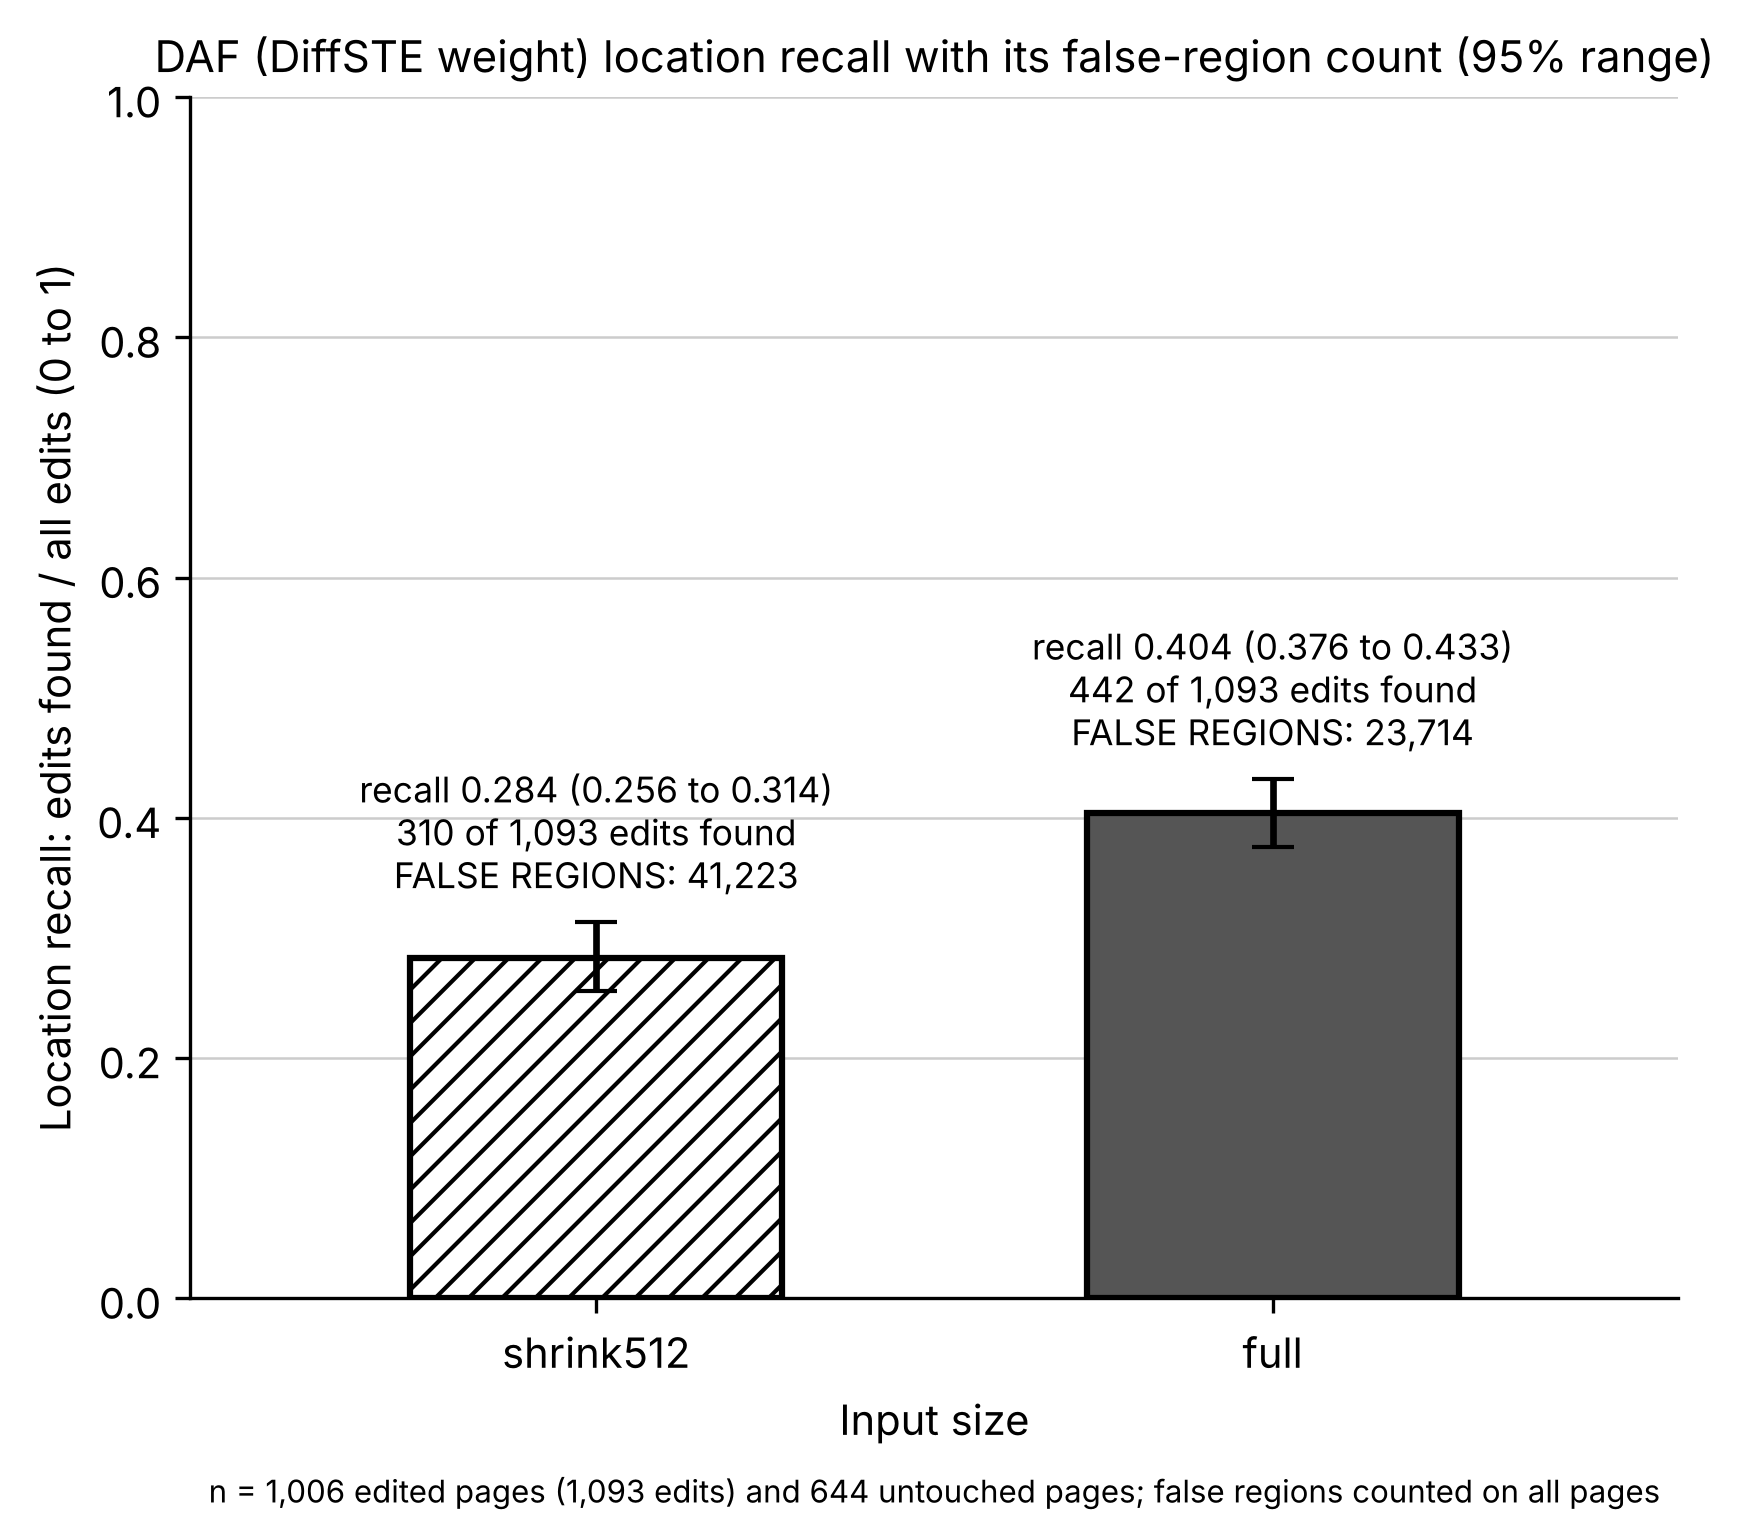 DAF (DiffSTE weight) location recall with its false-region count (95% range)
Location recall: edits found / all edits (0 to 1)
1.0
0.8
0.6
0.4
0.2
0.0
recall 0.284 (0.256 to 0.314)
310 of 1,093 edits found
FALSE REGIONS: 41,223
recall 0.404 (0.376 to 0.433)
442 of 1,093 edits found
FALSE REGIONS: 23,714
shrink512
full
Input size
n = 1,006 edited pages (1,093 edits) and 644 untouched pages; false regions counted on all pages